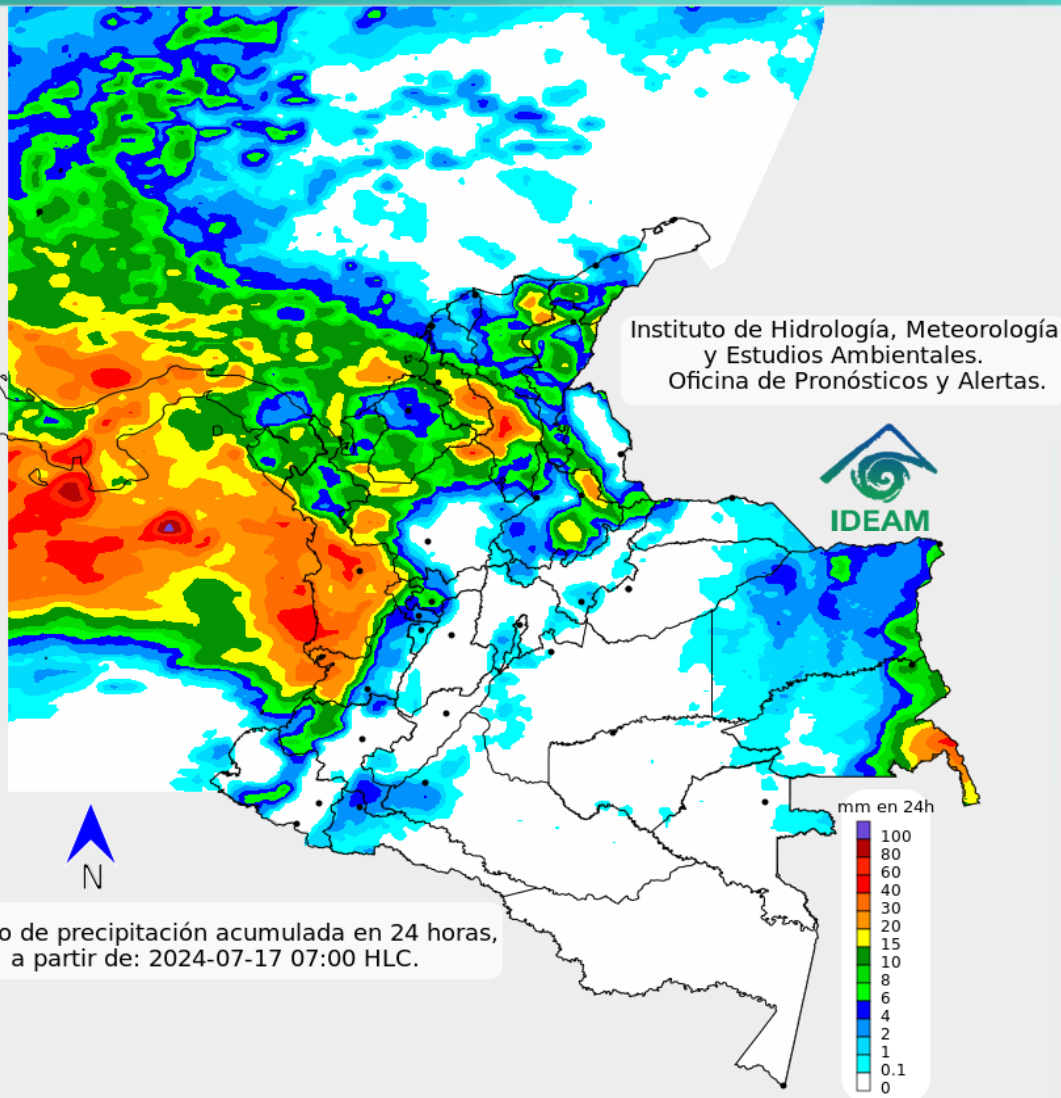 Instituto de Hidrología, Meteorología
y Estudios Ambientales.
Oficina de Pronósticos y Alertas.
IDEAM
N
mm en 24h
100
80
60
40
30
20
15
10
8
6
4
2
1
0.1
0
o de precipitación acumulada en 24 horas,
a partir de: 2024-07-17 07:00 HLC.